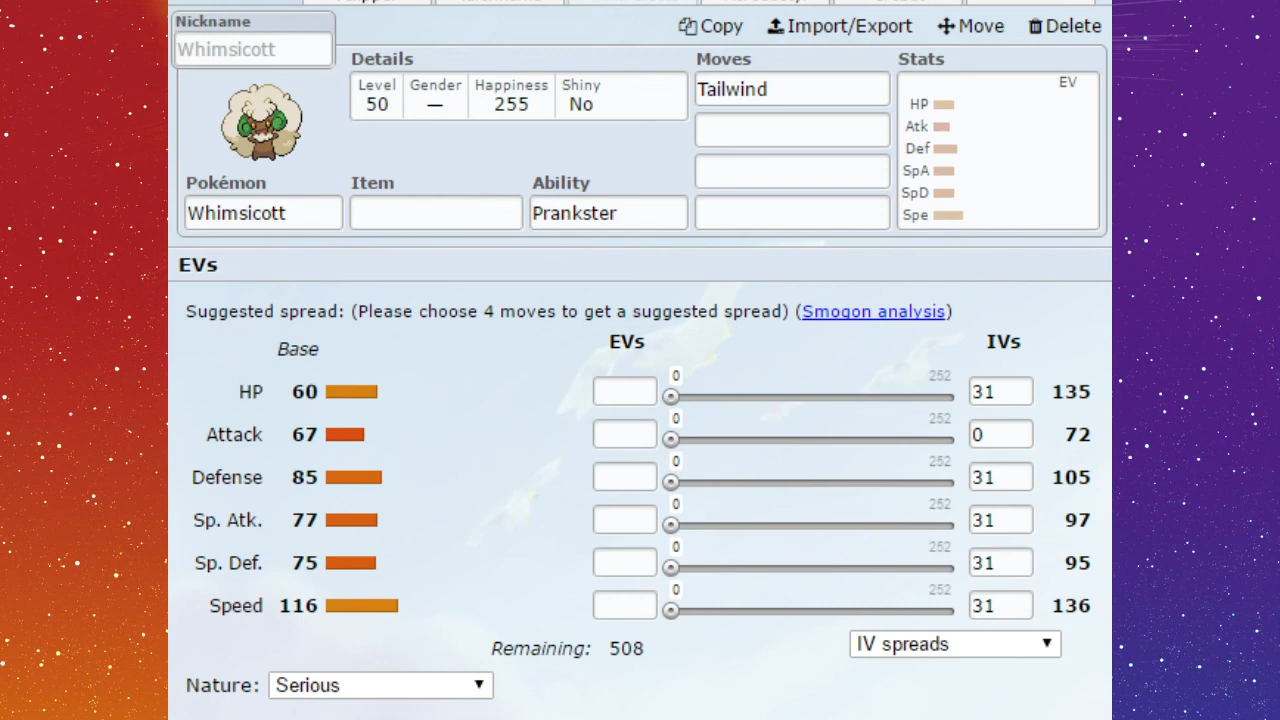 Nickname
Copy Import/Export Move Delete
Whimsicott
Details
Moves
Stats
Level Gender Happiness Shiny
50 — 255 No
Tailwind
EV
HP
Atk
Def
SpA
SpD
Spe
Pokémon
Item
Ability
Whimsicott
Prankster
EVs
Suggested spread: (Please choose 4 moves to get a suggested spread) (Smogon analysis)
Base EVs IVs
HP 60 0 252 31 135
Attack 67 0 252 0 72
Defense 85 0 252 31 105
Sp. Atk. 77 0 252 31 97
Sp. Def. 75 0 252 31 95
Speed 116 0 252 31 136
Remaining: 508
IV spreads
Nature: Serious